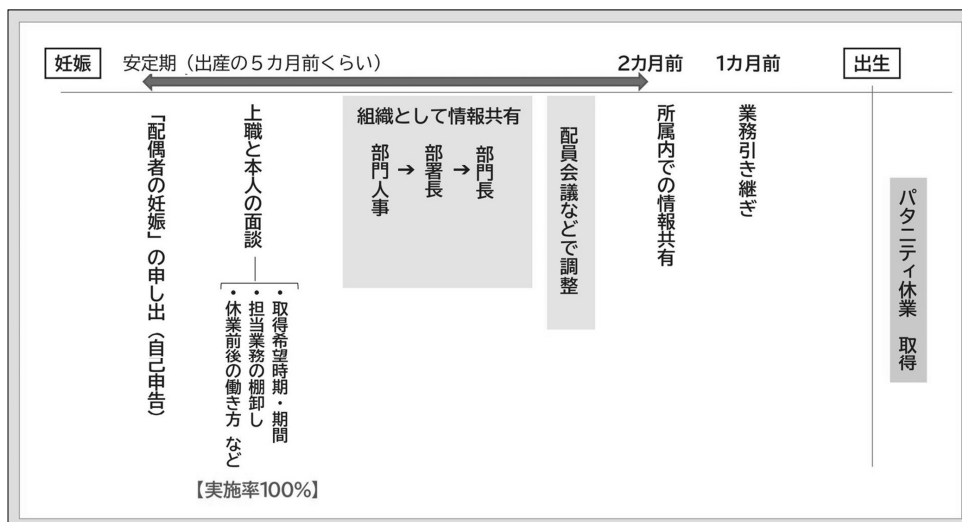 妊娠
安定期（出産の５カ月前くらい）
2カ月前
1カ月前
出生
「配偶者の妊娠」の申し出（自己申告）
上職と本人の面談
・取得希望時期・期間
・担当業務の棚卸し
・休業前後の働き方 など
【実施率100%】
組織として情報共有
部門人事→部署長→部門長
配員会議などで調整
所属内での情報共有
業務引き継ぎ
パタニティ休業 取得